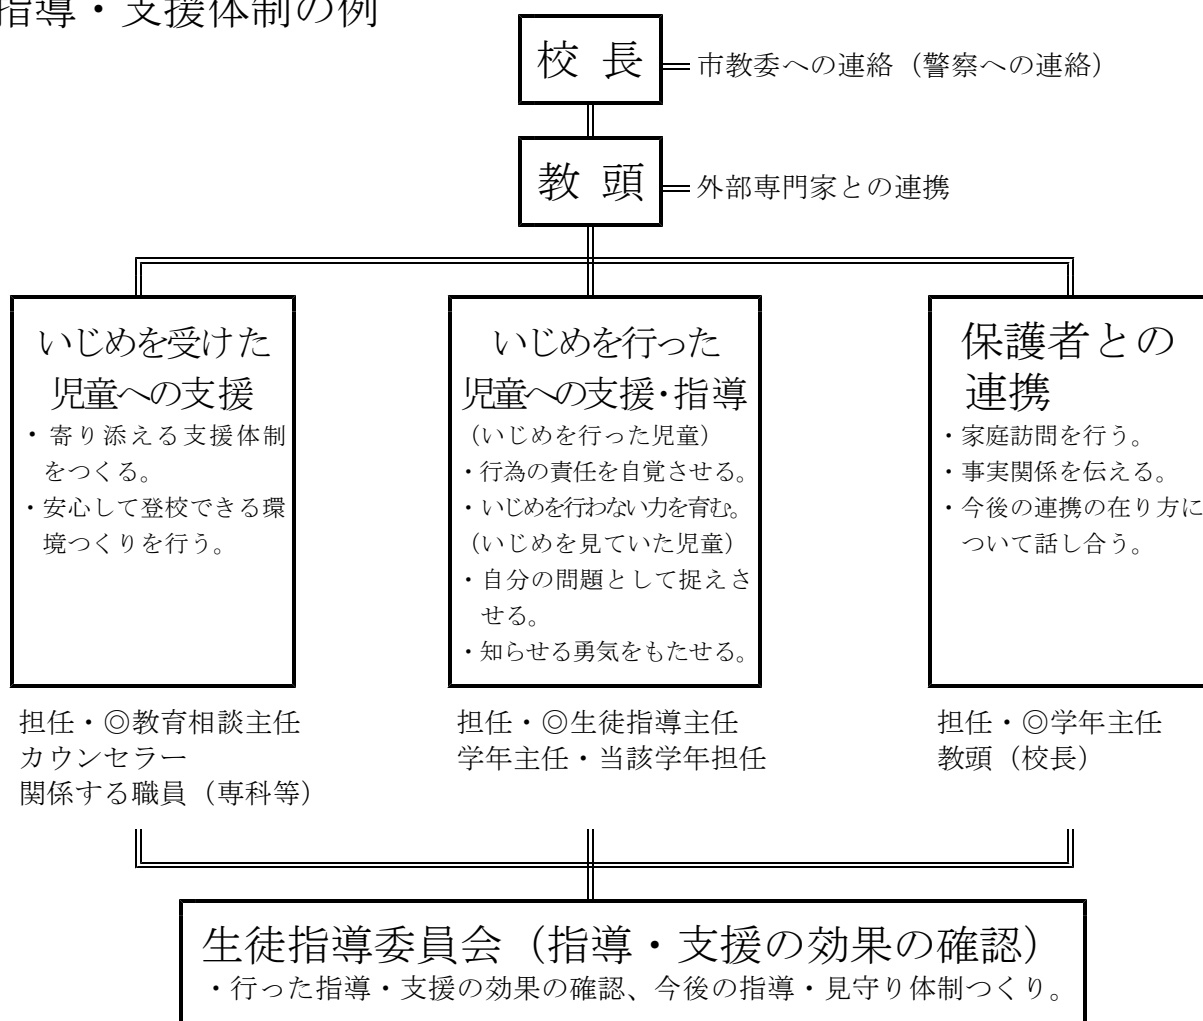 指導・支援体制の例
校 長
市教委への連絡（警察への連絡）
教 頭
外部専門家との連携
いじめを受けた
児童への支援
・寄り添える支援体制
をつくる。
・安心して登校できる環
境つくりを行う。
担任・◎教育相談主任
カウンセラー
関係する職員（専科等）
いじめを行った
児童への支援・指導
（いじめを行った児童）
・行為の責任を自覚させる。
・いじめを行わない力を育む。
（いじめを見ていた児童）
・自分の問題として捉えさ
せる。
・知らせる勇気をもたせる。
担任・◎生徒指導主任
学年主任・当該学年担任
保護者との
連携
・家庭訪問を行う。
・事実関係を伝える。
・今後の連携の在り方に
ついて話し合う。
担任・◎学年主任
教頭（校長）
生徒指導委員会（指導・支援の効果の確認）
・行った指導・支援の効果の確認、今後の指導・見守り体制つくり。